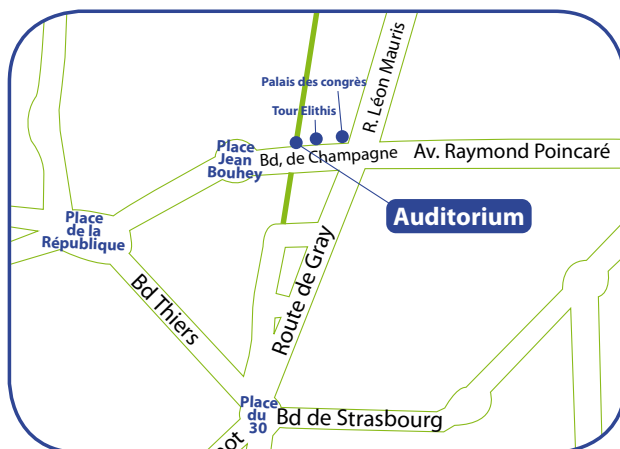 Palais des congrès
Tour Elithis
R. Léon Mauris
Place
Jean
Bouhey
Bd, de Champagne
Av. Raymond Poincaré
Auditorium
Place
de la
République
Bd Thiers
Route de Gray
Place
du
30
Bd de Strasbourg